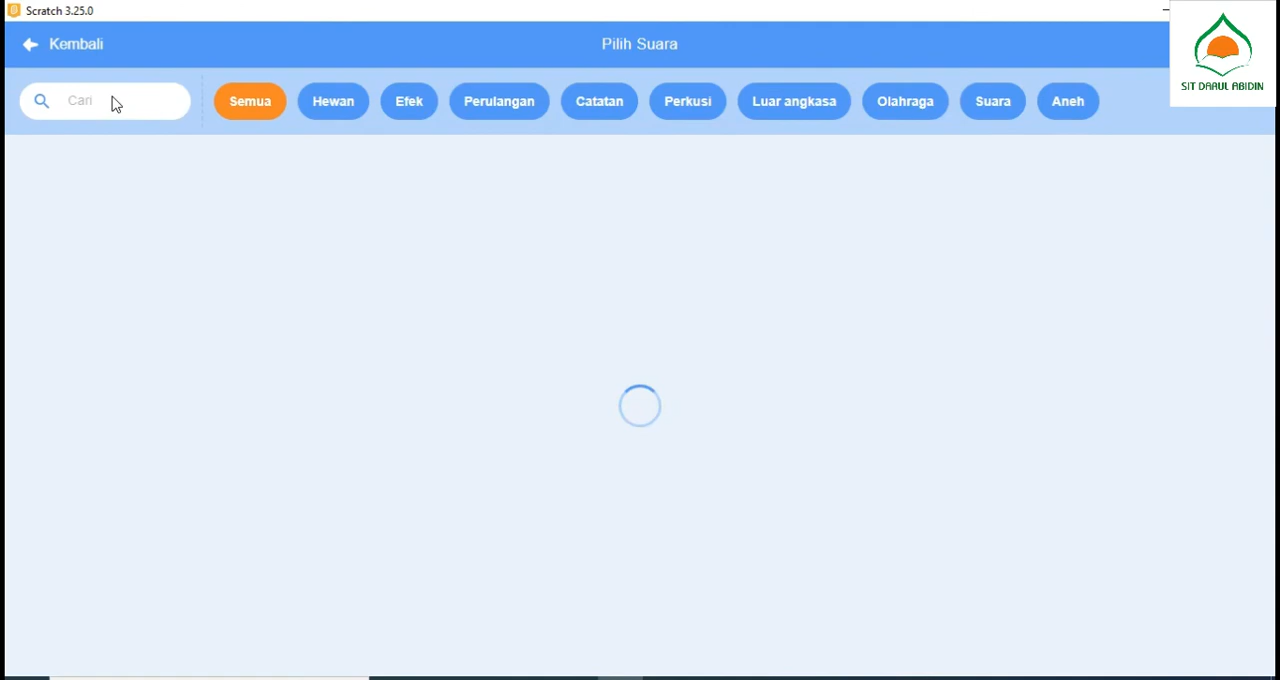 Scratch 3.25.0
Kembali
Pilih Suara
Cari
Semua
Hewan
Efek
Perulangan
Catatan
Perkusi
Luar angkasa
Olahraga
Suara
Aneh
SIT DARUL ABIDIN